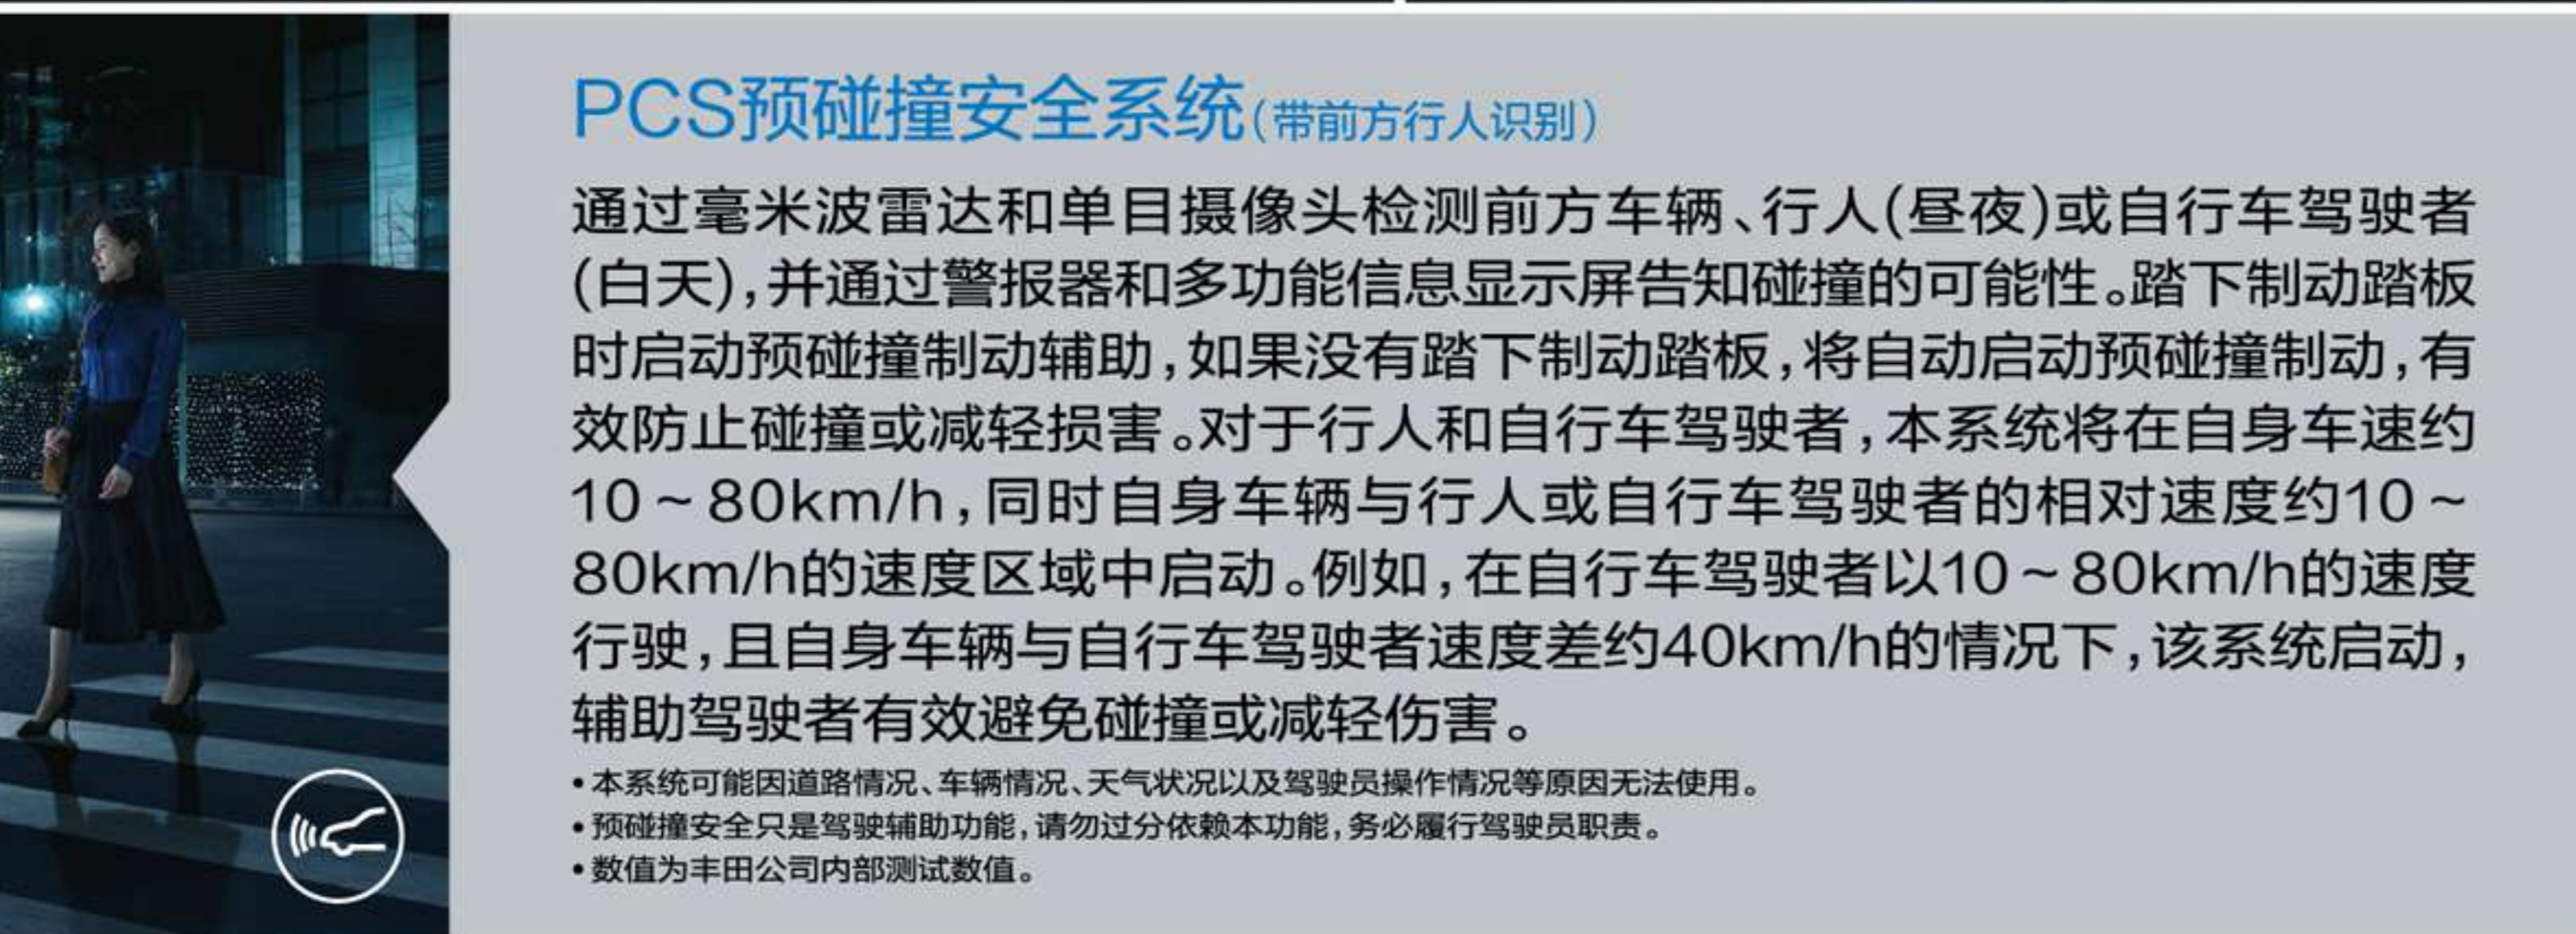 PCS预碰撞安全系统(带前方行人识别)
通过毫米波雷达和单目摄像头检测前方车辆、行人(昼夜)或自行车驾驶者
(白天),并通过警报器和多功能信息显示屏告知碰撞的可能性。踏下制动踏板
时启动预碰撞制动辅助,如果没有踏下制动踏板,将自动启动预碰撞制动,有
效防止碰撞或减轻损害。对于行人和自行车驾驶者,本系统将在自身车速约
10~80km/h,同时自身车辆与行人或自行车驾驶者的相对速度约10~
80km/h的速度区域中启动。例如,在自行车驾驶者以10~80km/h的速度
行驶,且自身车辆与自行车驾驶者速度差约40km/h的情况下,该系统启动,
辅助驾驶者有效避免碰撞或减轻伤害。
•本系统可能因道路情况、车辆情况、天气状况以及驾驶员操作情况等原因无法使用。
•预碰撞安全只是驾驶辅助功能,请勿过分依赖本功能,务必履行驾驶员职责。
•数值为丰田公司内部测试数值。